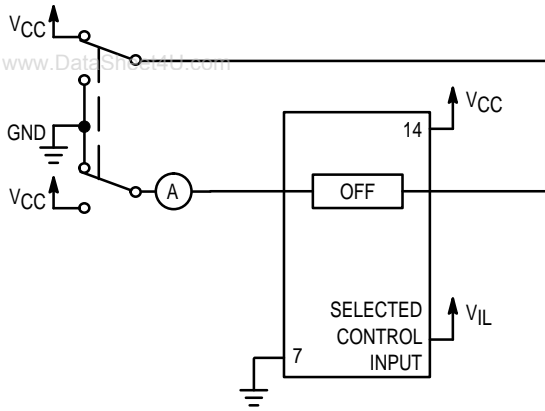 VCC
www.DataSheet4U.com
GND
VCC
A
14
VCC
OFF
SELECTED
CONTROL
INPUT
VIL
7